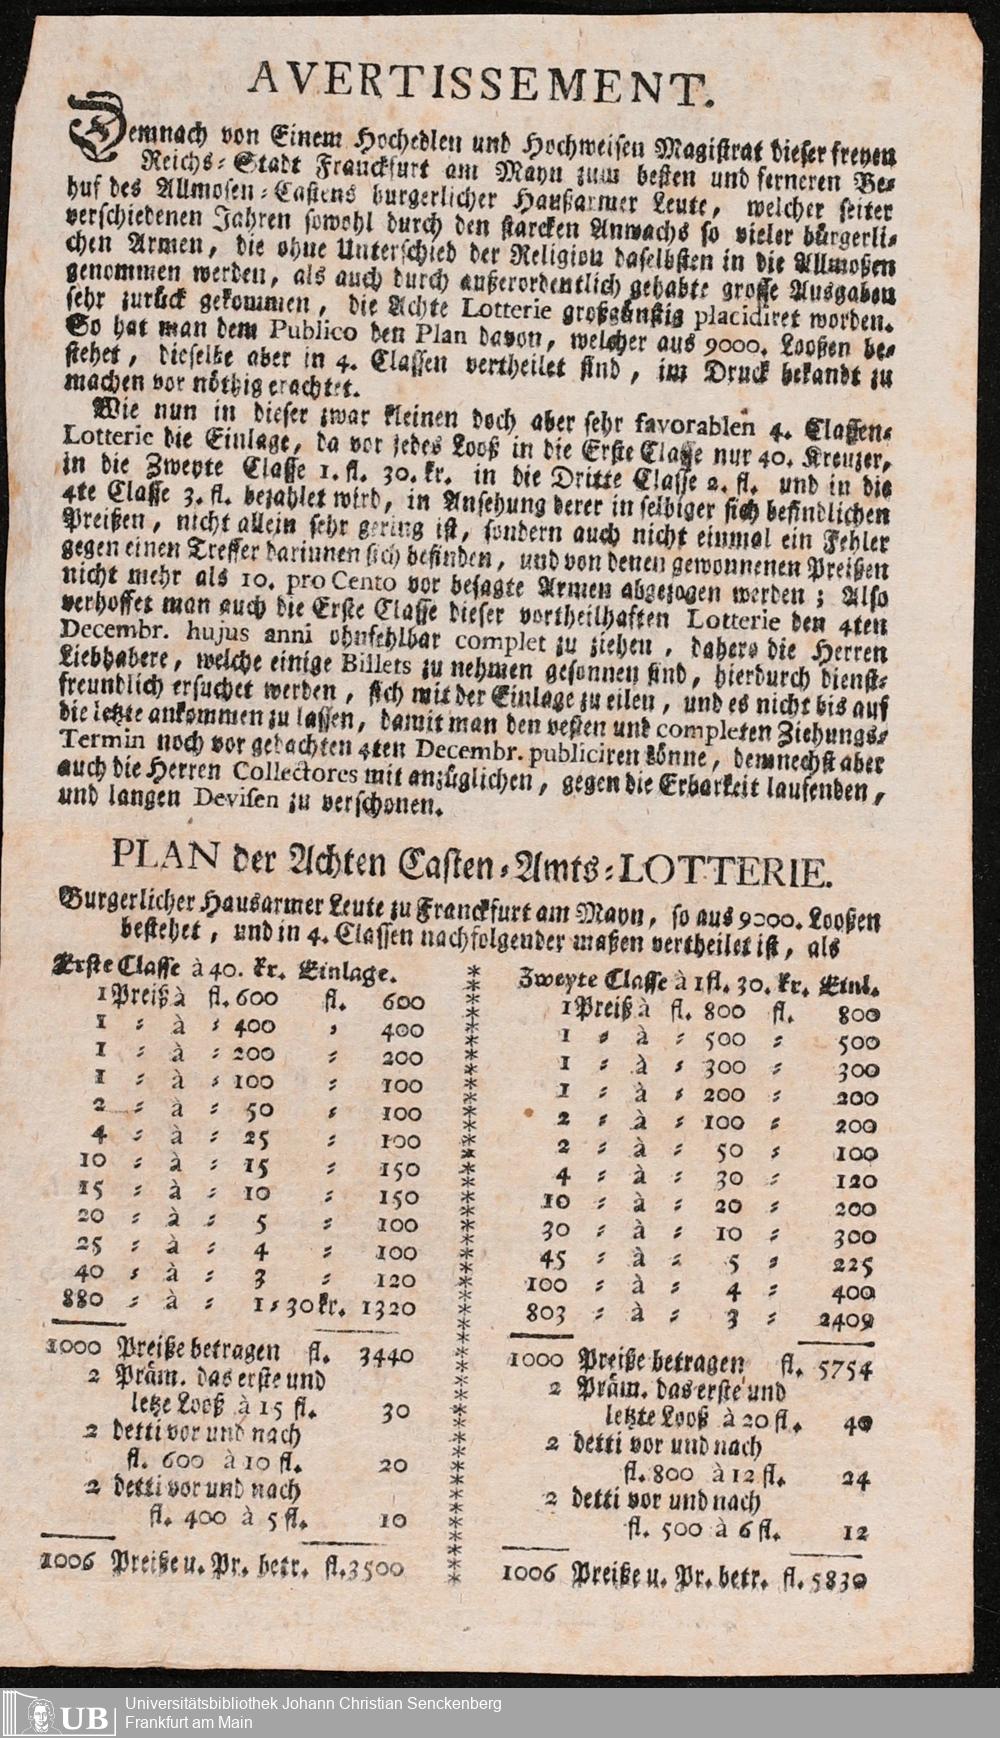 AVERTISSEMENT.
Demnach von Einem Hochedlen und Hochweisen Magistrat dieser freyen
Reichs-Stadt Franckfurt am Mayn zum besten und ferneren Be-
huf des Allmosen-Castens burgerlicher Haußarmer Leute, welcher seiter
verschiedenen Jahren sowohl durch den starcken Anwachs so vieler bürgerli-
chen Armen, die ohne Unterschied der Religion daselbsten in die Allmoßen
genommen werden, als auch durch außerordentlich gehabte grosse Ausgaben
sehr zurück gekommen, die Achte Lotterie großgünstig placidiret worden.
So hat man dem Publico den Plan davon, welcher aus 9000. Looßen be-
stehet, dieselbe aber in 4. Classen vertheilet sind, im Druck bekandt zu
machen vor nöthig erachtet.
Wie nun in dieser zwar kleinen doch aber sehr favorablen 4. Classen-
Lotterie die Einlage, da vor jedes Looß in die Erste Classe nur 40. Kreuzer,
in die Zweyte Classe 1. fl. 30. kr. in die Dritte Classe 2. fl. und in die
4te Classe 3. fl. bezahlet wird, in Ansehung derer in selbiger sich befindlichen
Preißen, nicht allein sehr gering ist, sondern auch nicht einmal ein Fehler
gegen einen Treffer darinnen sich befinden, und von denen gewonnenen Preißen
nicht mehr als 10. pro Cento vor besagte Armen abgezogen werden; Also
verhoffet man auch die Erste Classe dieser vortheilhaften Lotterie den 4ten
Decembr. hujus anni ohnfehlbar complet zu ziehen, dahero die Herren
Liebhabere, welche einige Billets zu nehmen gesonnen sind, hierdurch dienst-
freundlich ersuchet werden, sich mit der Einlage zu eilen, und es nicht bis auf
die letzte ankommen zu lassen, damit man den vesten und completen Ziehungs-
Termin noch vor gedachten 4ten Decembr. publiciren könne, demnechst aber
auch die Herren Collectores mit anzüglichen, gegen die Erbarkeit laufenden,
und langen Devisen zu verschonen.
PLAN der Achten Casten-Amts-LOTTERIE.
Burgerlicher Hausarmer Leute zu Franckfurt am Mayn, so aus 9000. Looßen
bestehet, und in 4. Classen nachfolgender maßen vertheilet ist, als
Erste Classe à 40. kr. Einlage.
1 Preiß à fl. 600 fl. 600
1 - à - 400 - 400
1 - à - 200 - 200
1 - à - 100 - 100
2 - à - 50 - 100
4 - à - 25 - 100
10 - à - 15 - 150
15 - à - 10 - 150
20 - à - 5 - 100
25 - à - 4 - 100
40 - à - 3 - 120
880 - à - 1-30 kr. 1320
1000 Preiße betragen fl. 3440
2 Präm. das erste und
letze Looß à 15 fl. 30
2 detti vor und nach
fl. 600 à 10 fl. 20
2 detti vor und nach
fl. 400 à 5 fl. 10
1006 Preiße u. Pr. betr. fl. 3500
Zweyte Classe à 1 fl. 30. kr. Einl.
1 Preiß à fl. 800 fl. 800
1 - à - 500 - 500
1 - à - 300 - 300
1 - à - 200 - 200
2 - à - 100 - 200
2 - à - 50 - 100
4 - à - 30 - 120
10 - à - 20 - 200
30 - à - 10 - 300
45 - à - 5 - 225
100 - à - 4 - 400
803 - à - 3 - 2409
1000 Preiße betragen fl. 5754
2 Präm. das erste und
letzte Looß à 20 fl. 40
2 detti vor und nach
fl. 800 à 12 fl. 24
2 detti vor und nach
fl. 500 à 6 fl. 12
1006 Preiße u. Pr. betr. fl. 5830
UB Universitätsbibliothek Johann Christian Senckenberg
Frankfurt am Main